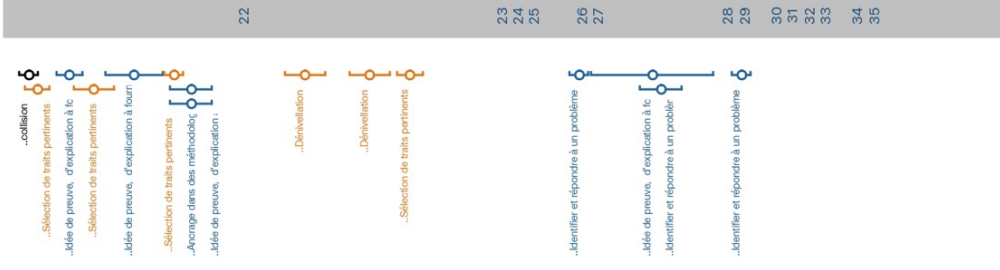 22
23
24
25
26
27
28
29
30
31
32
33
34
35
...collision
...Sélection de traits pertinents
...Idée de preuve, d'explication à fc
...Sélection de traits pertinents
...Idée de preuve, d'explication à fourn
...Sélection de traits pertinents
...Ancrage dans des méthodolog
...Idée de preuve, d'explication
...Dénivellation
...Dénivellation
...Sélection de traits pertinents
...Identifier et répondre à un problème
...Idée de preuve, d'explication à fc
...Identifier et répondre à un problèr
...Identifier et répondre à un problème